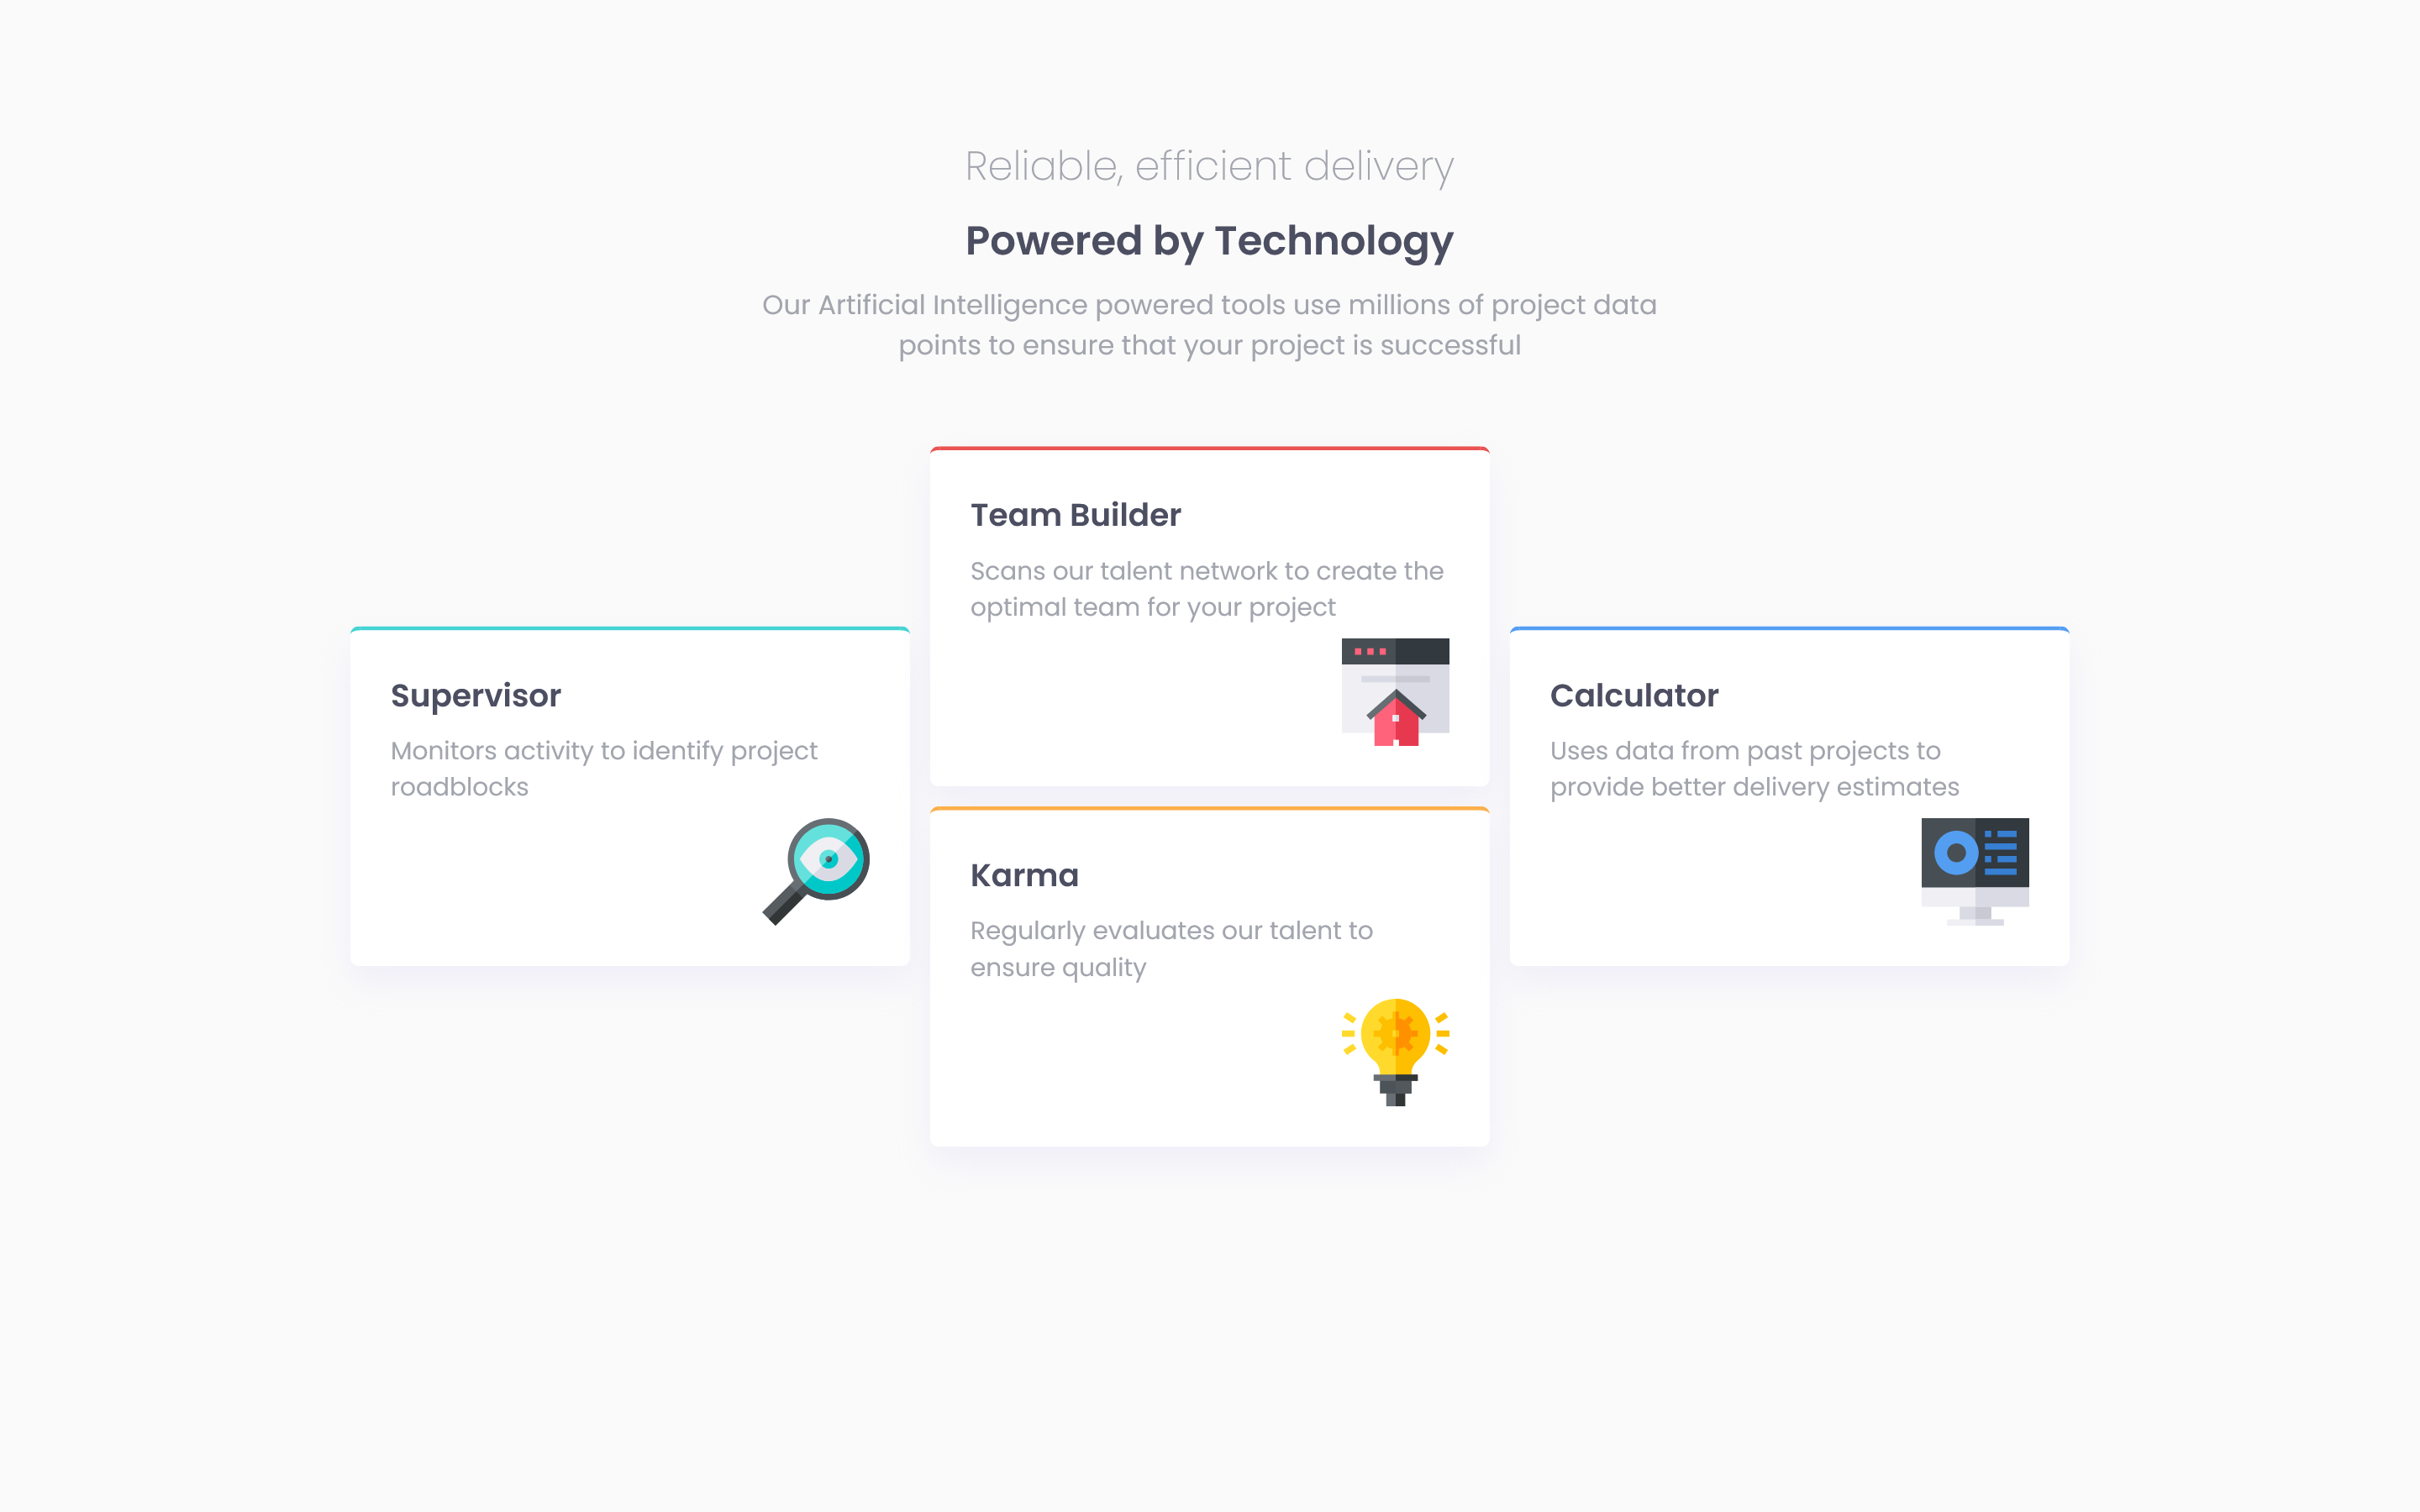 Reliable, efficient delivery
Powered by Technology
Our Artificial Intelligence powered tools use millions of project data
points to ensure that your project is successful
Supervisor
Monitors activity to identify project
roadblocks
Team Builder
Scans our talent network to create the
optimal team for your project
Karma
Regularly evaluates our talent to
ensure quality
Calculator
Uses data from past projects to
provide better delivery estimates